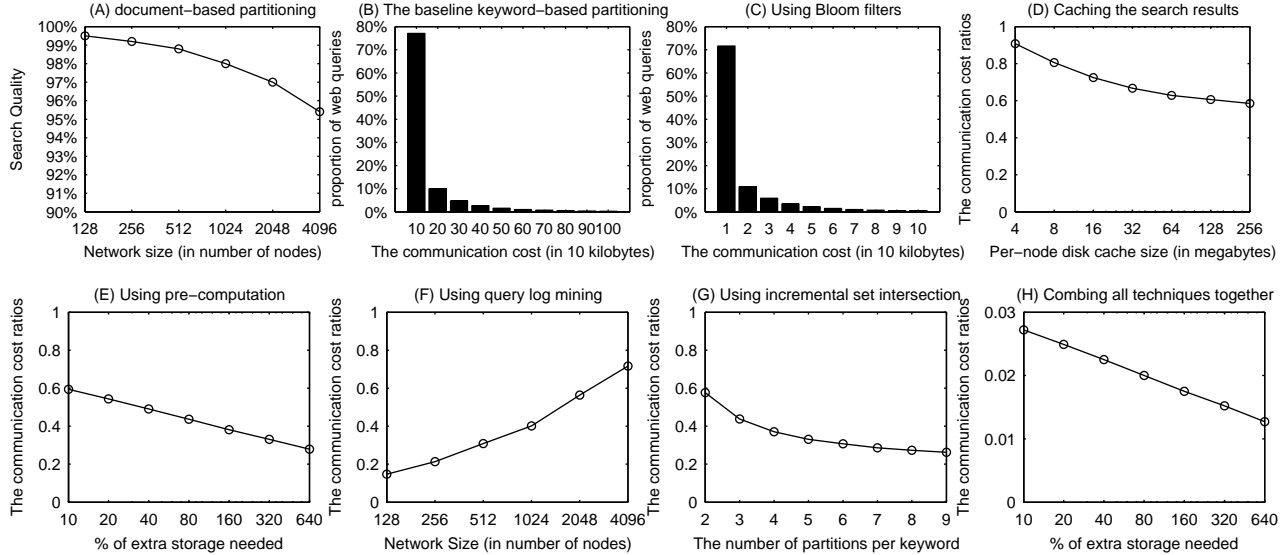 (A) document−based partitioning
100%
99%
98%
97%
96%
95%
94%
93%
92%
91%
90%
Search Quality
128 256 512 1024 2048 4096
Network size (in number of nodes)
(B) The baseline keyword−based partitioning
80%
70%
60%
50%
40%
30%
20%
10%
0%
proportion of web queries
10 20 30 40 50 60 70 80 90 100
The communication cost (in 10 kilobytes)
(C) Using Bloom filters
80%
70%
60%
50%
40%
30%
20%
10%
0%
proportion of web queries
1 2 3 4 5 6 7 8 9 10
The communication cost (in 10 kilobytes)
(D) Caching the search results
1
0.8
0.6
0.4
0.2
0
The communication cost ratios
4 8 16 32 64 128 256
Per−node disk cache size (in megabytes)
(E) Using pre−computation
1
0.8
0.6
0.4
0.2
0
The communication cost ratios
10 20 40 80 160 320 640
% of extra storage needed
(F) Using query log mining
1
0.8
0.6
0.4
0.2
0
The communication cost ratios
128 256 512 1024 2048 4096
Network Size (in number of nodes)
(G) Using incremental set intersection
1
0.8
0.6
0.4
0.2
0
The communication cost ratios
2 3 4 5 6 7 8 9
The number of partitions per keyword
(H) Combing all techniques together
0.03
0.02
0.01
0
The communication cost ratios
10 20 40 80 160 320 640
% of extra storage needed